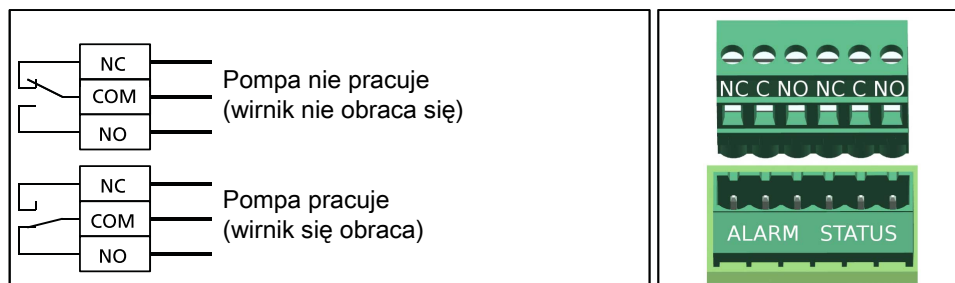 NC
COM
NO
Pompa nie pracuje
(wirnik nie obraca się)
NC
COM
NO
Pompa pracuje
(wirnik się obraca)
NC C NO NC C NO
ALARM STATUS